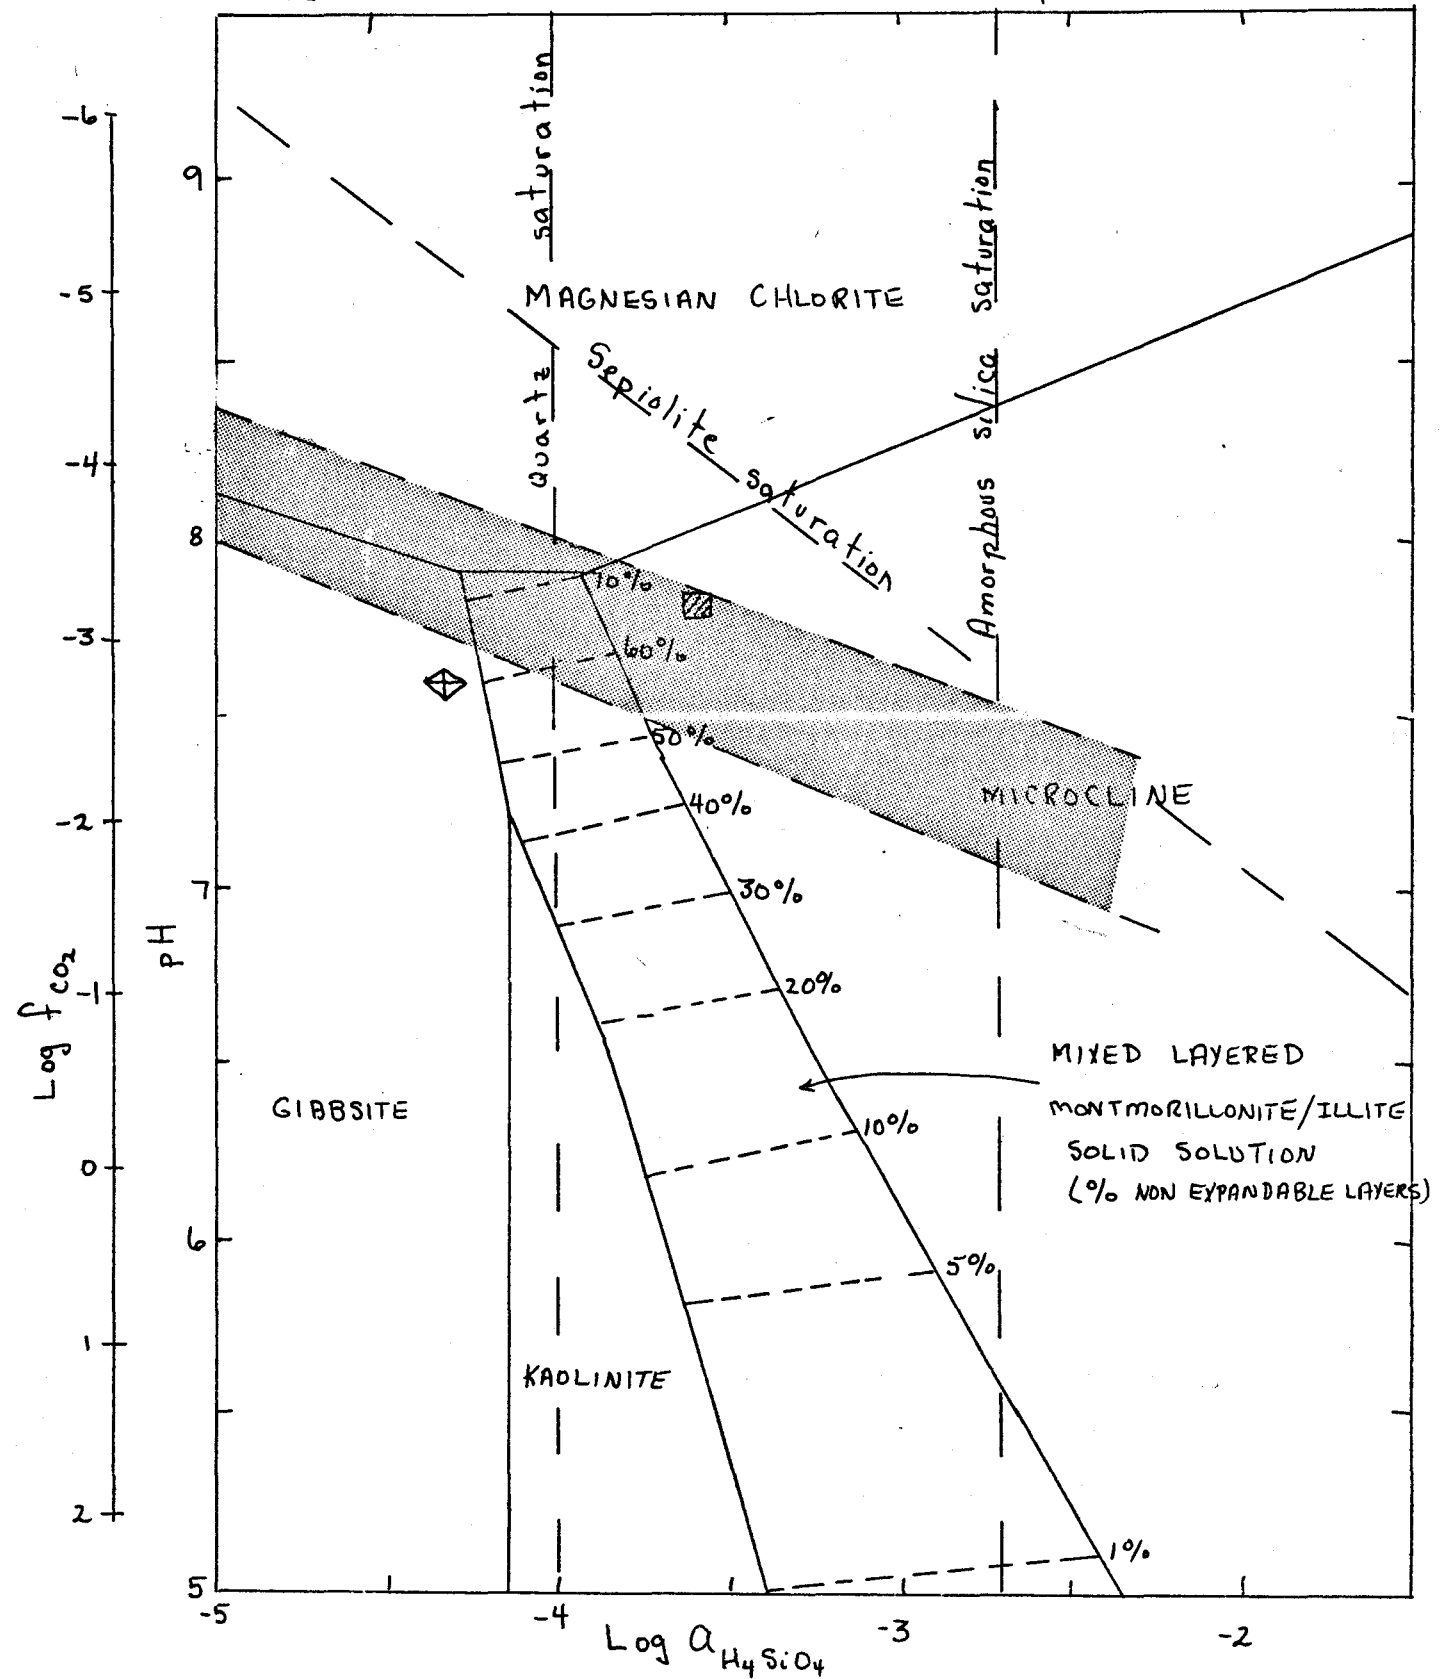 -6
9
-5
-4
8
-3
-2
7
-1
0
6
1
2
5
Log f CO2
pH
-5
-4
-3
-2
Log a H4SiO4
Quartz saturation
Amorphous silica saturation
MAGNESIAN CHLORITE
Sepiolite saturation
70%
60%
50%
40%
30%
20%
10%
5%
1%
MICROCLINE
MIXED LAYERED
MONTMORILLONITE/ILLITE
SOLID SOLUTION
(% NON EXPANDABLE LAYERS)
GIBBSITE
KAOLINITE